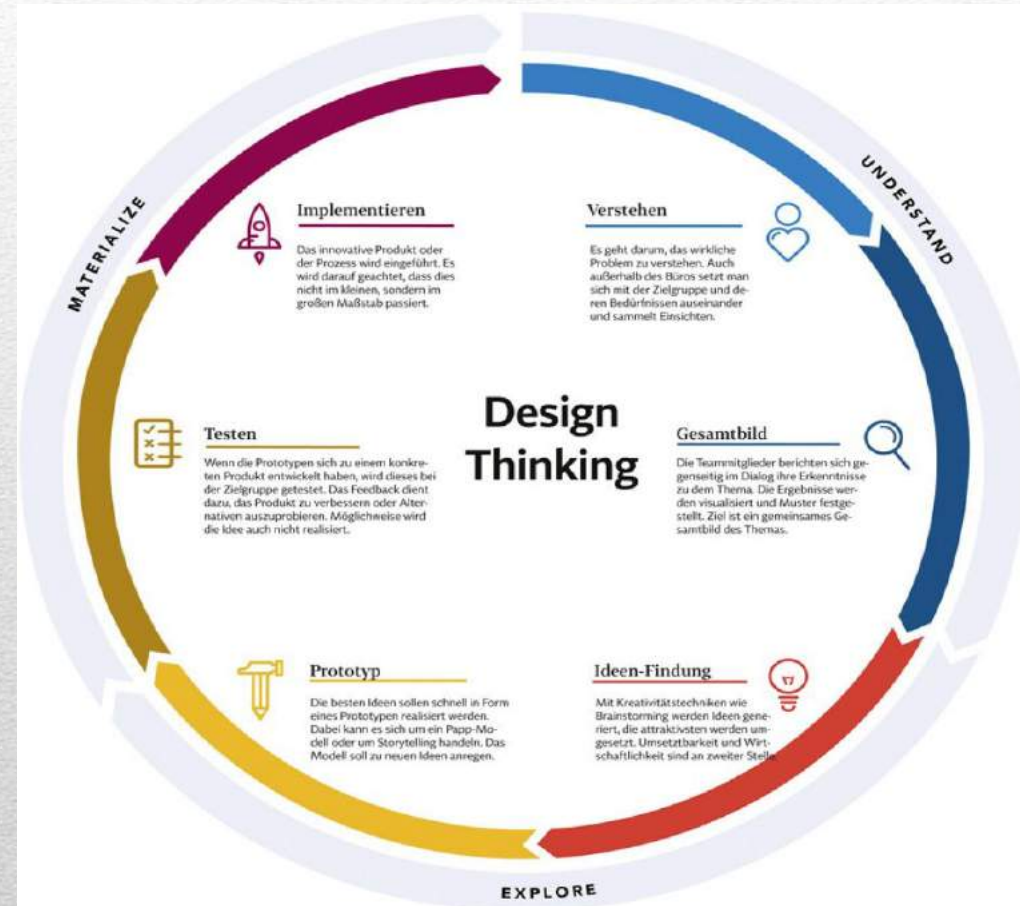 Design
Thinking
UNDERSTAND
Verstehen
Es geht darum, das wirkliche
Problem zu verstehen. Auch
außerhalb des Büros setzt man
sich mit der Zielgruppe und de-
ren Bedürfnissen auseinander
und sammelt Einsichten.
Gesamtbild
Die Teammitglieder berichten sich ge-
genseitig im Dialog ihre Erkenntnisse
zu dem Thema. Die Ergebnisse wer-
den visualisiert und Muster festge-
stellt. Ziel ist ein gemeinsames Ge-
samtbild des Themas.
EXPLORE
Ideen-Findung
Mit Kreativitätstechniken wie
Brainstorming werden Ideen gene-
riert, die attraktivsten werden um-
gesetzt. Umsetztbarkeit und Wirt-
schaftlichkeit sind an zweiter Stelle.
Prototyp
Die besten Ideen sollen schnell in Form
eines Prototypen realisiert werden.
Dabei kann es sich um ein Papp-Mo-
dell oder um Storytelling handeln. Das
Modell soll zu neuen Ideen anregen.
MATERIALIZE
Testen
Wenn die Prototypen sich zu einem konkre-
ten Produkt entwickelt haben, wird dieses bei
der Zielgruppe getestet. Das Feedback dient
dazu, das Produkt zu verbessern oder Alter-
nativen auszuprobieren. Möglichweise wird
die Idee auch nicht realisiert.
Implementieren
Das innovative Produkt oder
der Prozess wird eingeführt. Es
wird darauf geachtet, dass dies
nicht im kleinen, sondern im
großen Maßstab passiert.